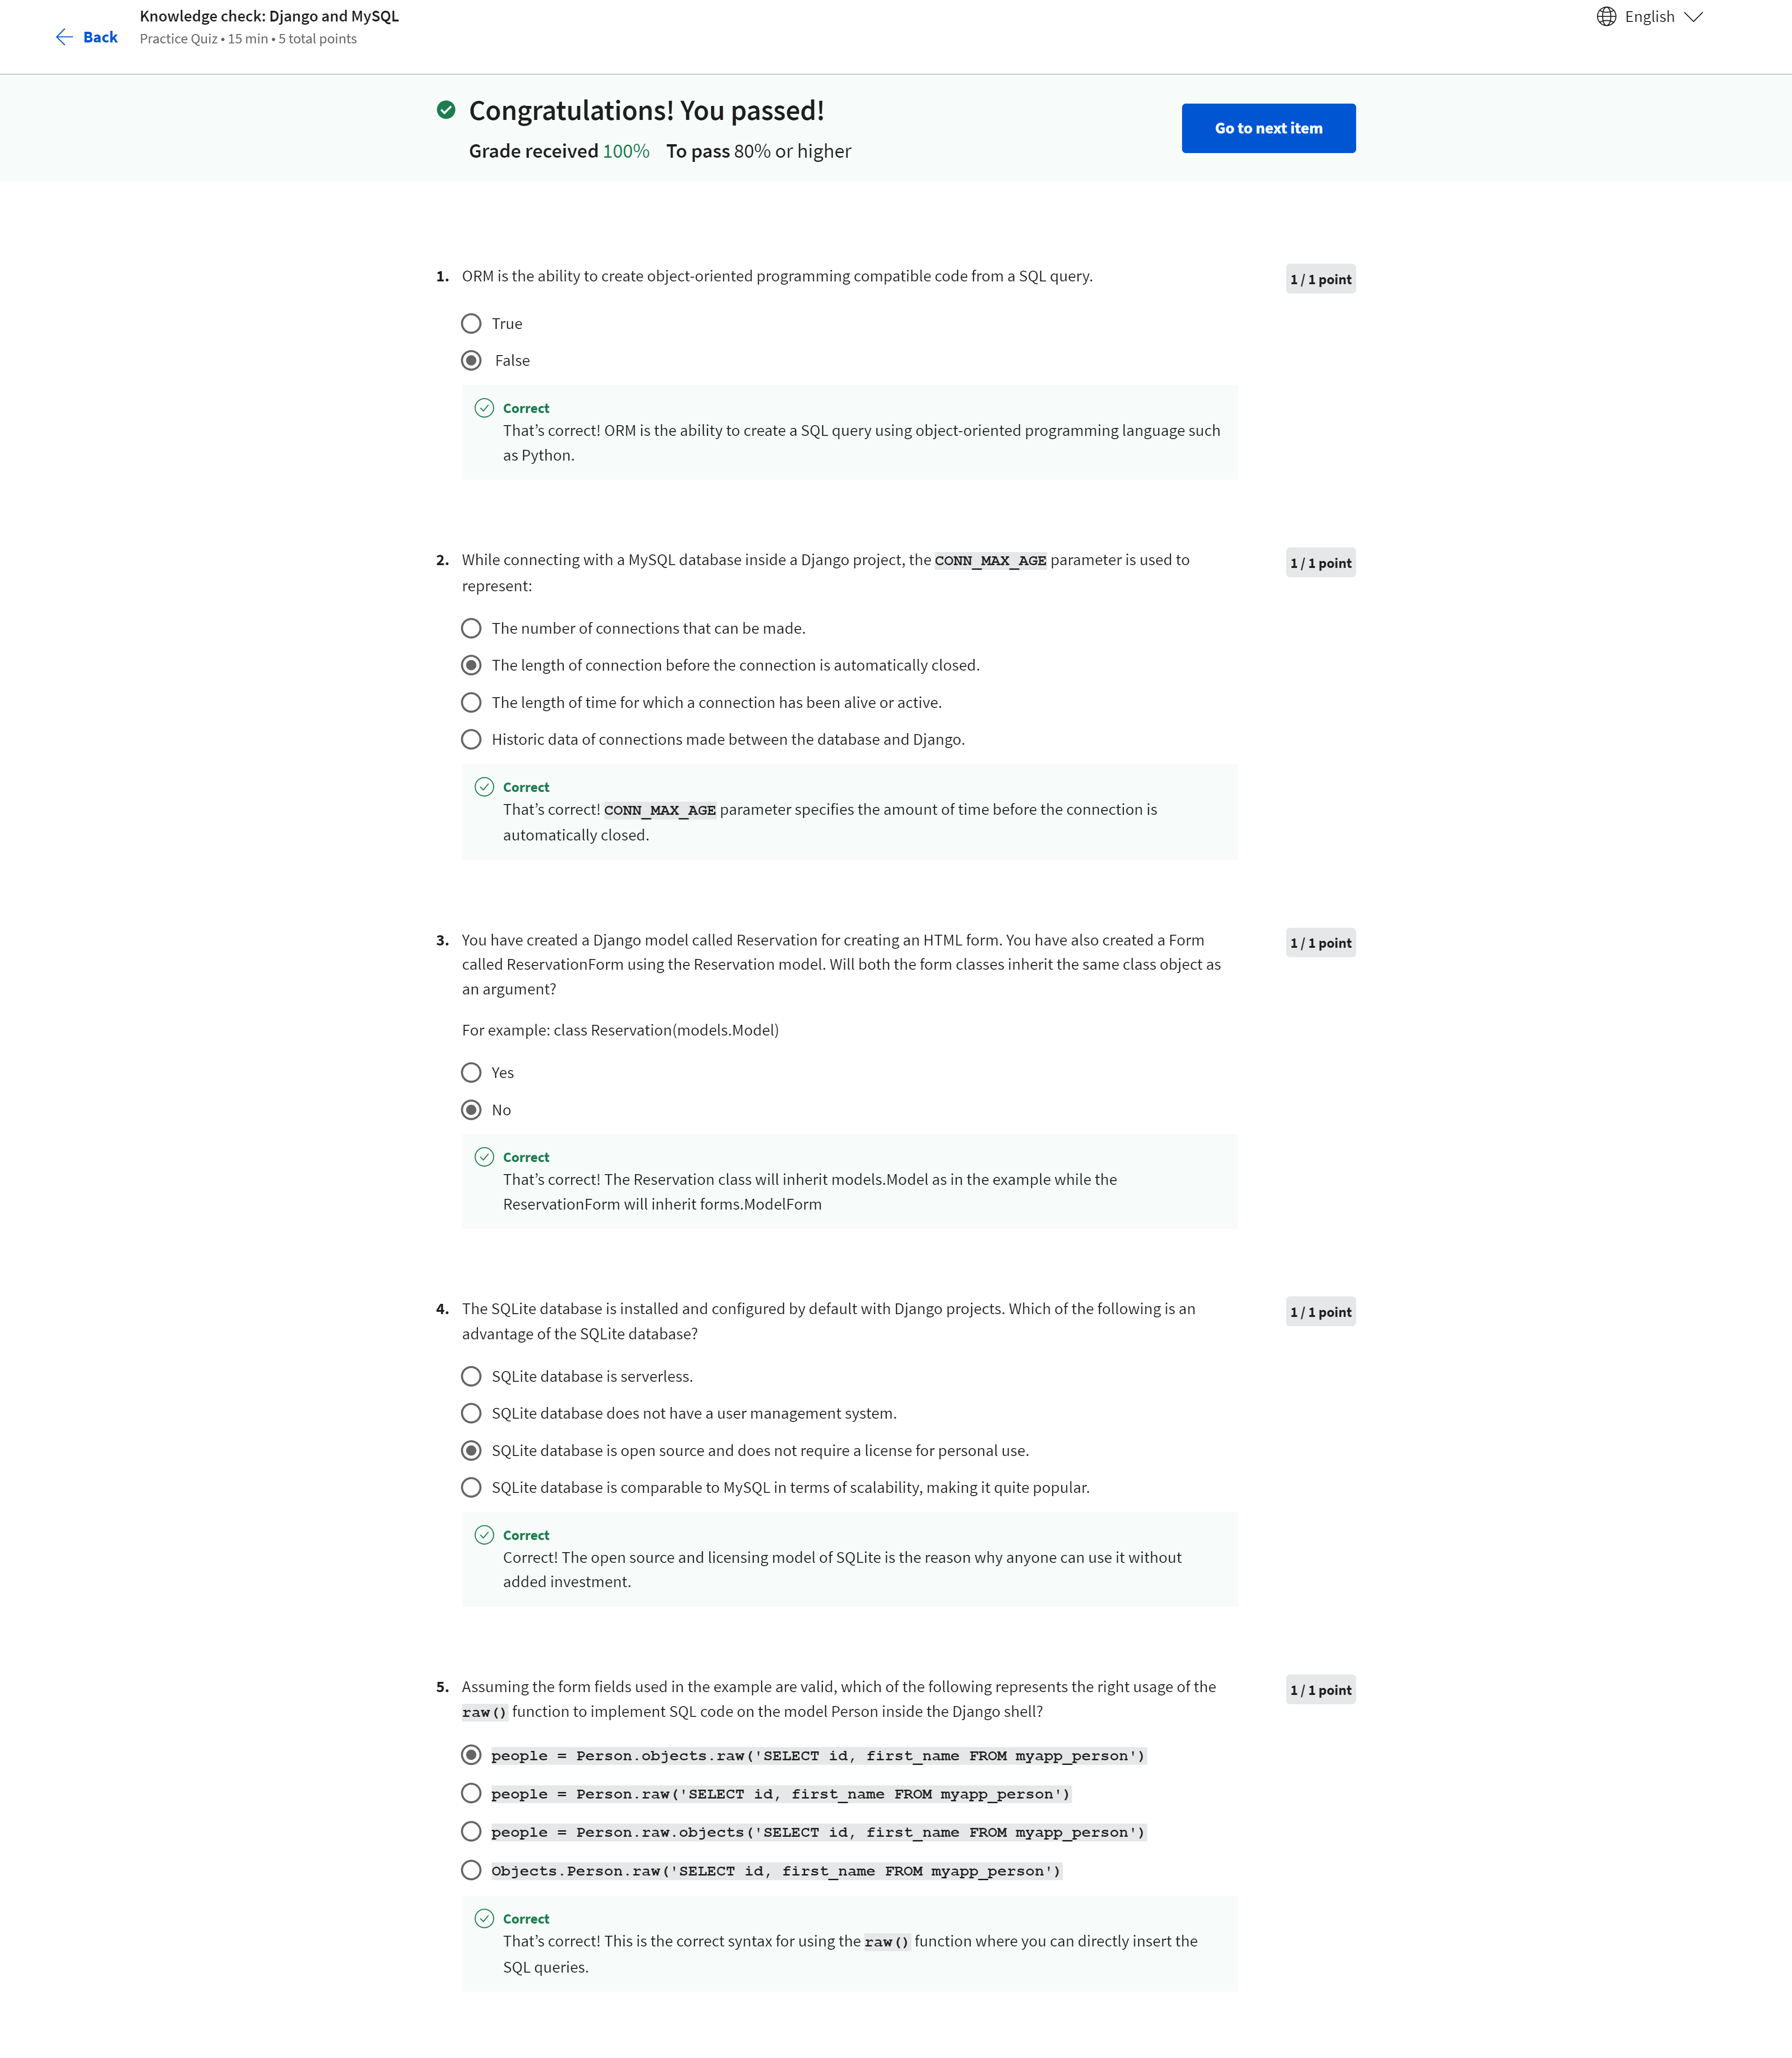 Back
Knowledge check: Django and MySQL
Practice Quiz • 15 min • 5 total points
English
Congratulations! You passed!
Grade received 100% To pass 80% or higher
Go to next item
1. ORM is the ability to create object-oriented programming compatible code from a SQL query.
1 / 1 point
True
False
Correct
That’s correct! ORM is the ability to create a SQL query using object-oriented programming language such
as Python.
2. While connecting with a MySQL database inside a Django project, the CONN_MAX_AGE parameter is used to
represent:
1 / 1 point
The number of connections that can be made.
The length of connection before the connection is automatically closed.
The length of time for which a connection has been alive or active.
Historic data of connections made between the database and Django.
Correct
That’s correct! CONN_MAX_AGE parameter specifies the amount of time before the connection is
automatically closed.
3. You have created a Django model called Reservation for creating an HTML form. You have also created a Form
called ReservationForm using the Reservation model. Will both the form classes inherit the same class object as
an argument?
1 / 1 point
For example: class Reservation(models.Model)
Yes
No
Correct
That’s correct! The Reservation class will inherit models.Model as in the example while the
ReservationForm will inherit forms.ModelForm
4. The SQLite database is installed and configured by default with Django projects. Which of the following is an
advantage of the SQLite database?
1 / 1 point
SQLite database is serverless.
SQLite database does not have a user management system.
SQLite database is open source and does not require a license for personal use.
SQLite database is comparable to MySQL in terms of scalability, making it quite popular.
Correct
Correct! The open source and licensing model of SQLite is the reason why anyone can use it without
added investment.
5. Assuming the form fields used in the example are valid, which of the following represents the right usage of the
raw() function to implement SQL code on the model Person inside the Django shell?
1 / 1 point
people = Person.objects.raw('SELECT id, first_name FROM myapp_person')
people = Person.raw('SELECT id, first_name FROM myapp_person')
people = Person.raw.objects('SELECT id, first_name FROM myapp_person')
Objects.Person.raw('SELECT id, first_name FROM myapp_person')
Correct
That’s correct! This is the correct syntax for using the raw() function where you can directly insert the
SQL queries.